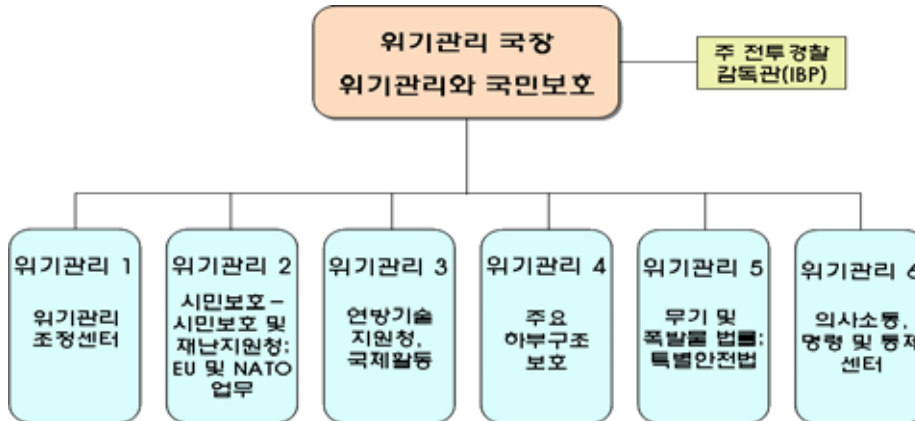 위기관리 국장
위기관리와 국민보호
주 전투경찰
감독관(IBP)
위기관리 1
위기관리
조정센터
위기관리 2
시민보호 –
시민보호 및
재난지원청;
EU 및 NATO
업무
위기관리 3
연방기술
지원청,
국제활동
위기관리 4
주요
하부구조
보호
위기관리 5
무기 및
폭발물 법률;
특별안전법
위기관리 6
의사소통,
명령 및 통제
센터